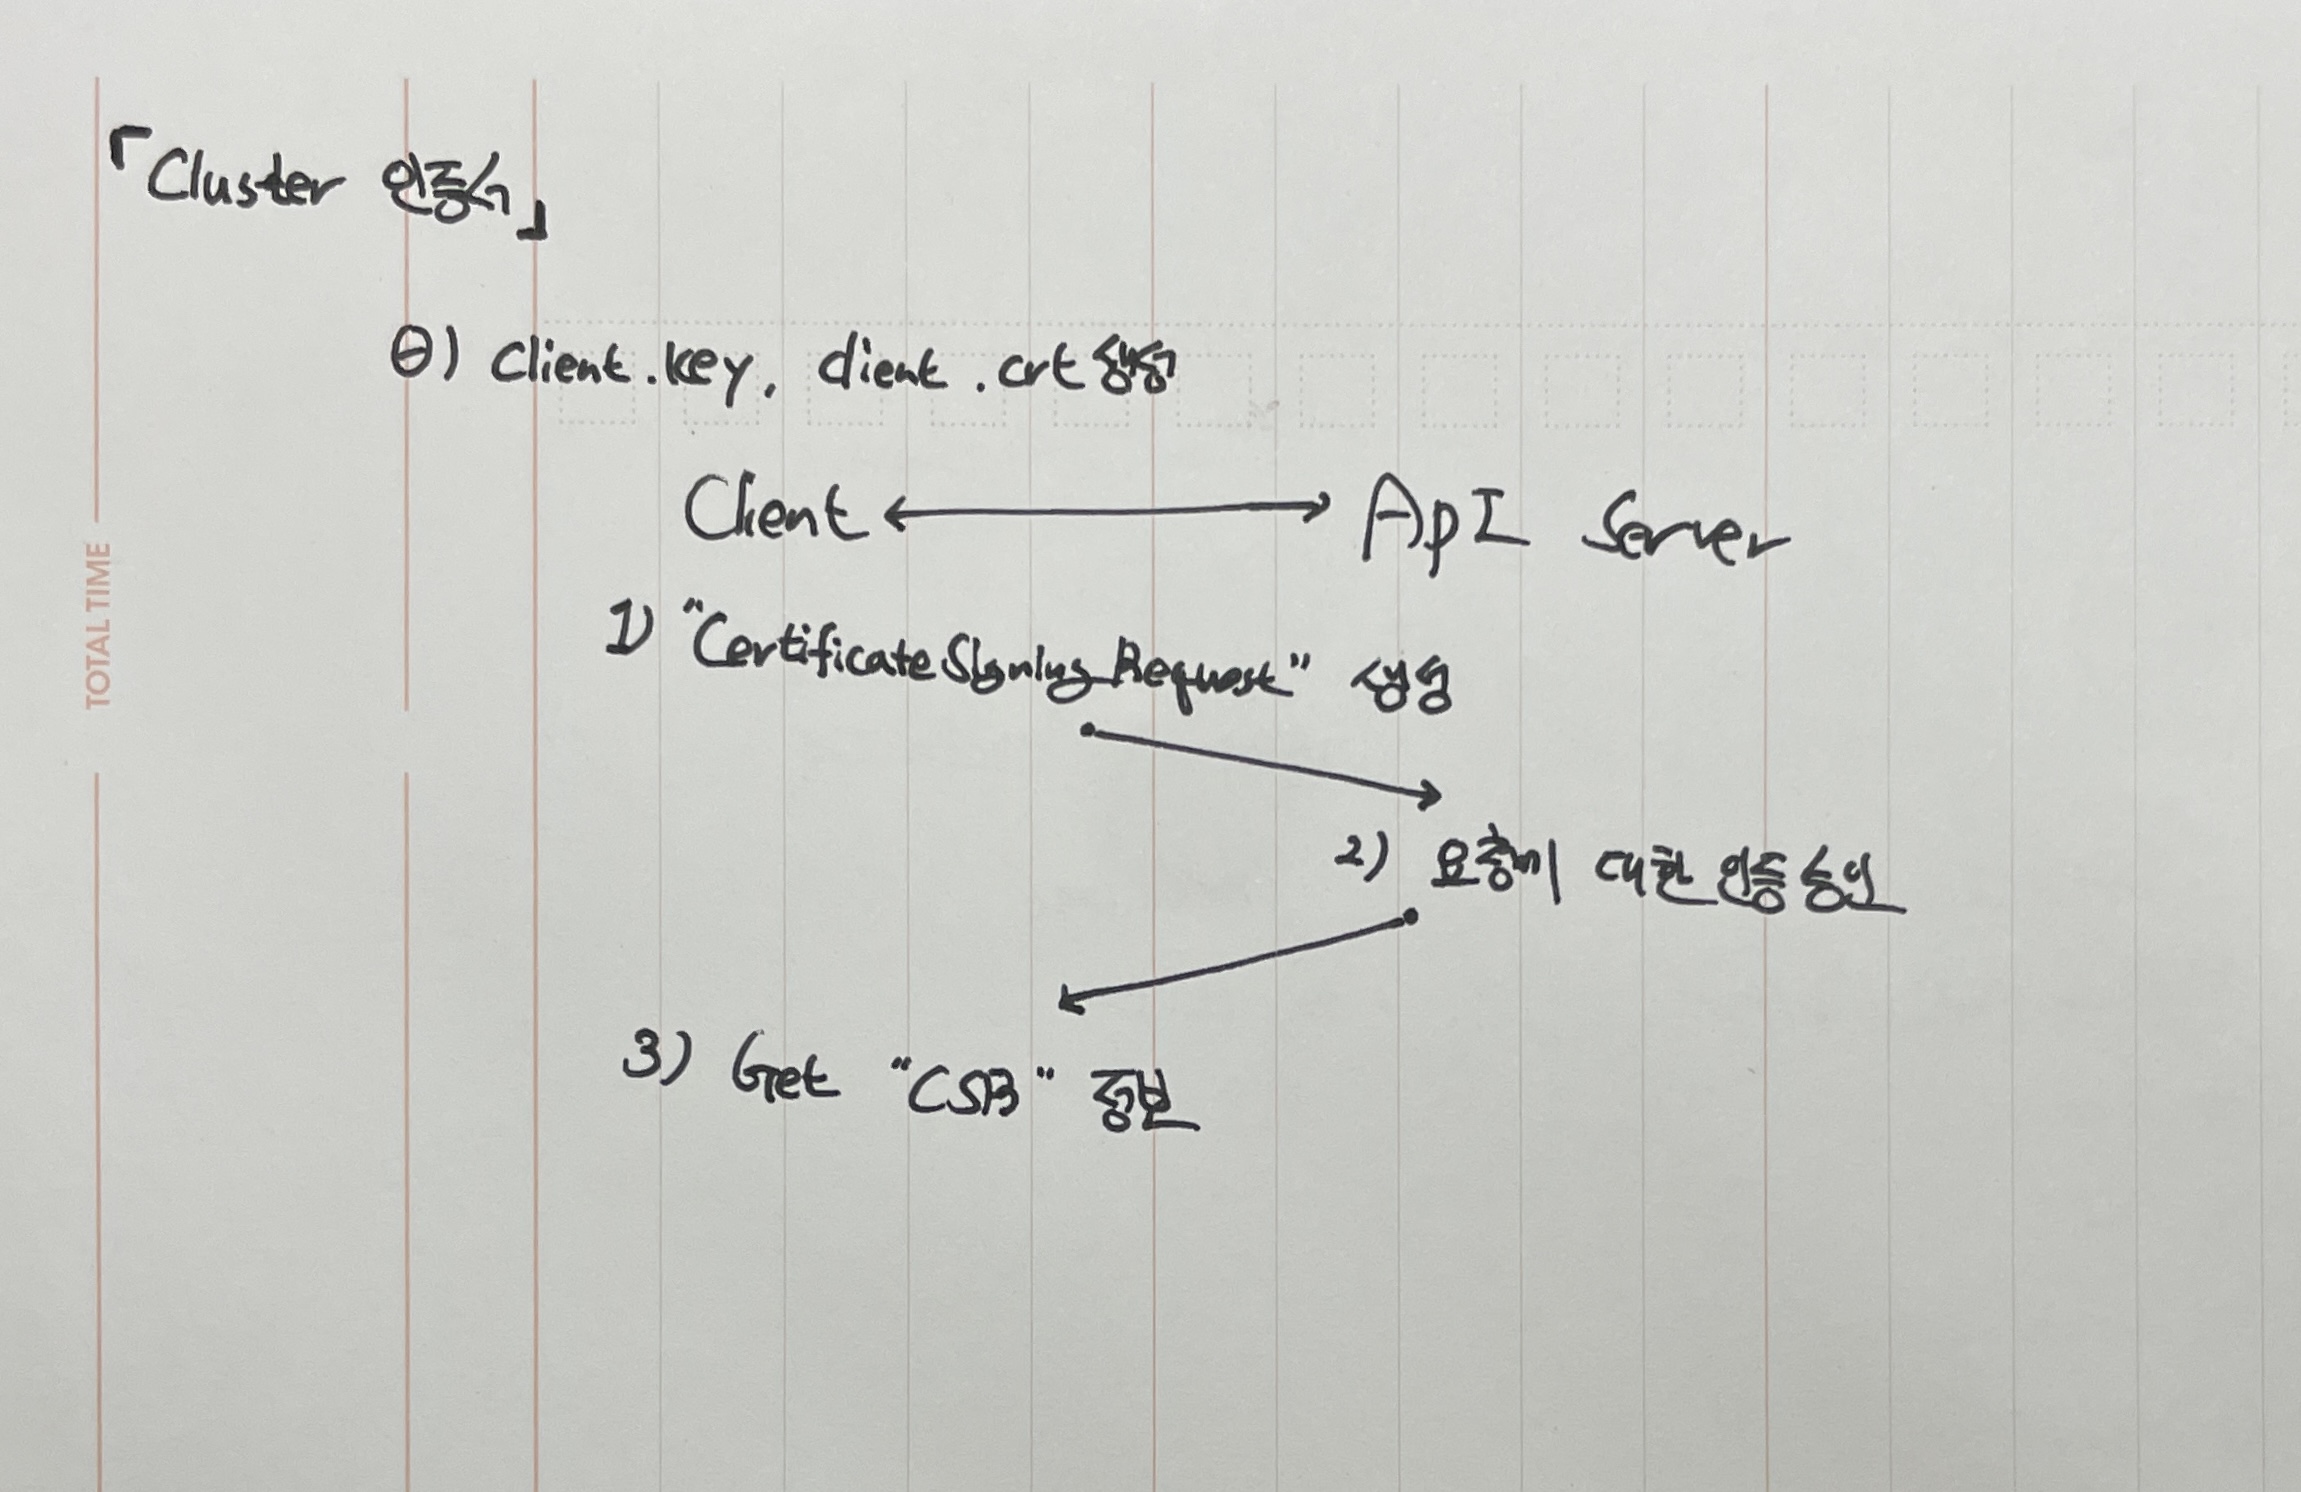 「Cluster 인증서」
0) client.key, client.crt 생성
Client ↔ ApI Server
1) "CertificateSigningRequest" 생성
2) 요청에 대한 인증 승인
3) Get "CSR" 정보
TOTAL TIME